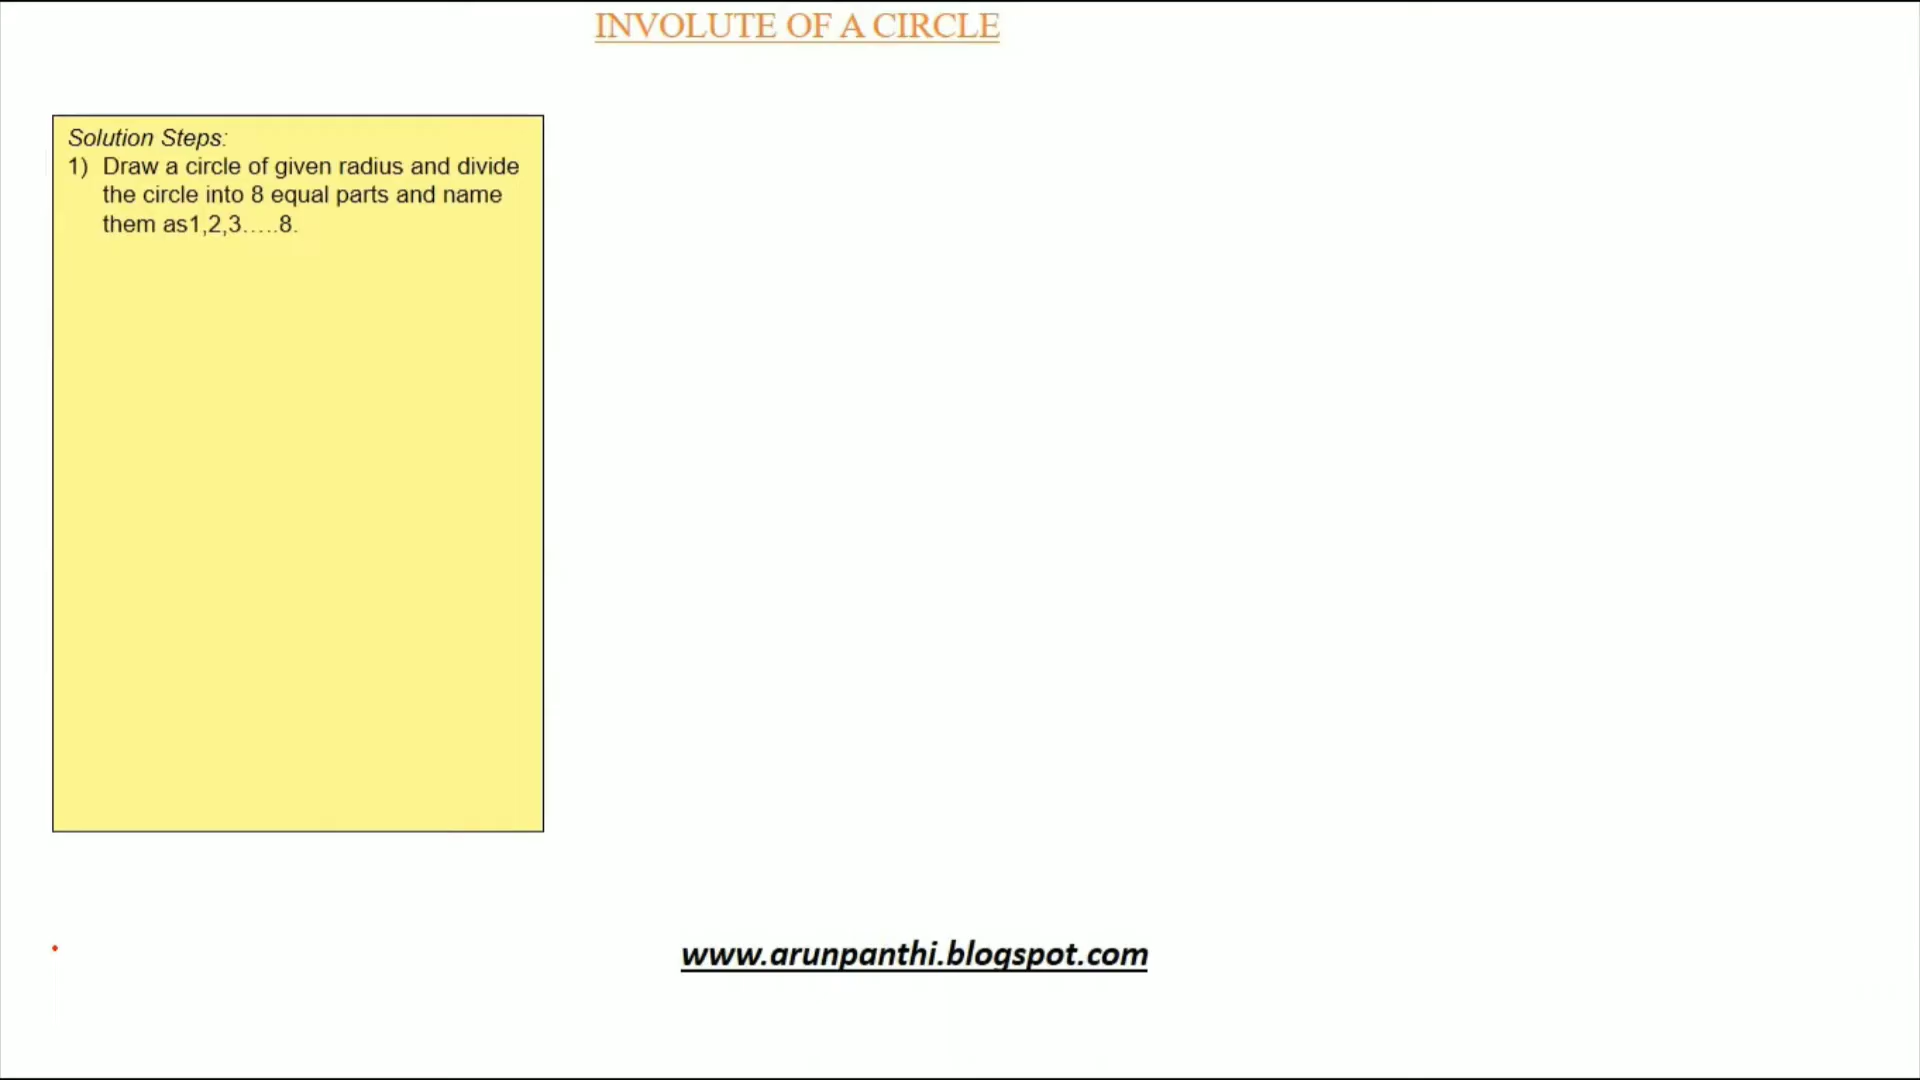 INVOLUTE OF A CIRCLE
Solution Steps:
1) Draw a circle of given radius and divide
the circle into 8 equal parts and name
them as1,2,3…..8.
www.arunpanthi.blogspot.com